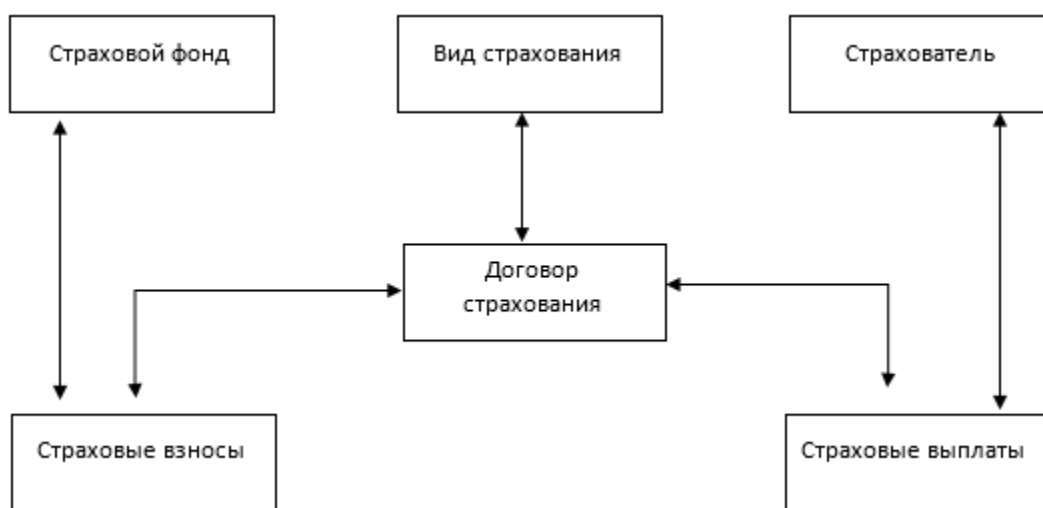 Страховой фонд
Вид страхования
Страхователь
Договор
страхования
Страховые взносы
Страховые выплаты